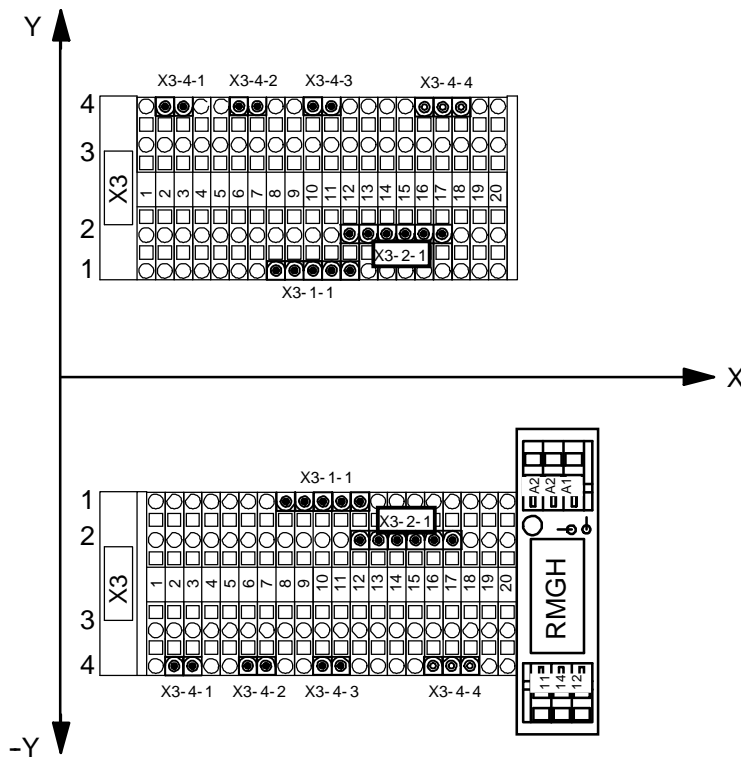 Y
X3-4-1 X3-4-2 X3-4-3 X3-4-4
4
3
X3 1 2 3 4 5 6 7 8 9 10 11 12 13 14 15 16 17 18 19 20
2
X3-2-1
1
X3-1-1
X
X3-1-1
A2 A2 A1
1
X3-2-1
2
X3 1 2 3 4 5 6 7 8 9 10 11 12 13 14 15 16 17 18 19 20
RMGH
3
4
11 14 12
X3-4-1 X3-4-2 X3-4-3 X3-4-4
-Y